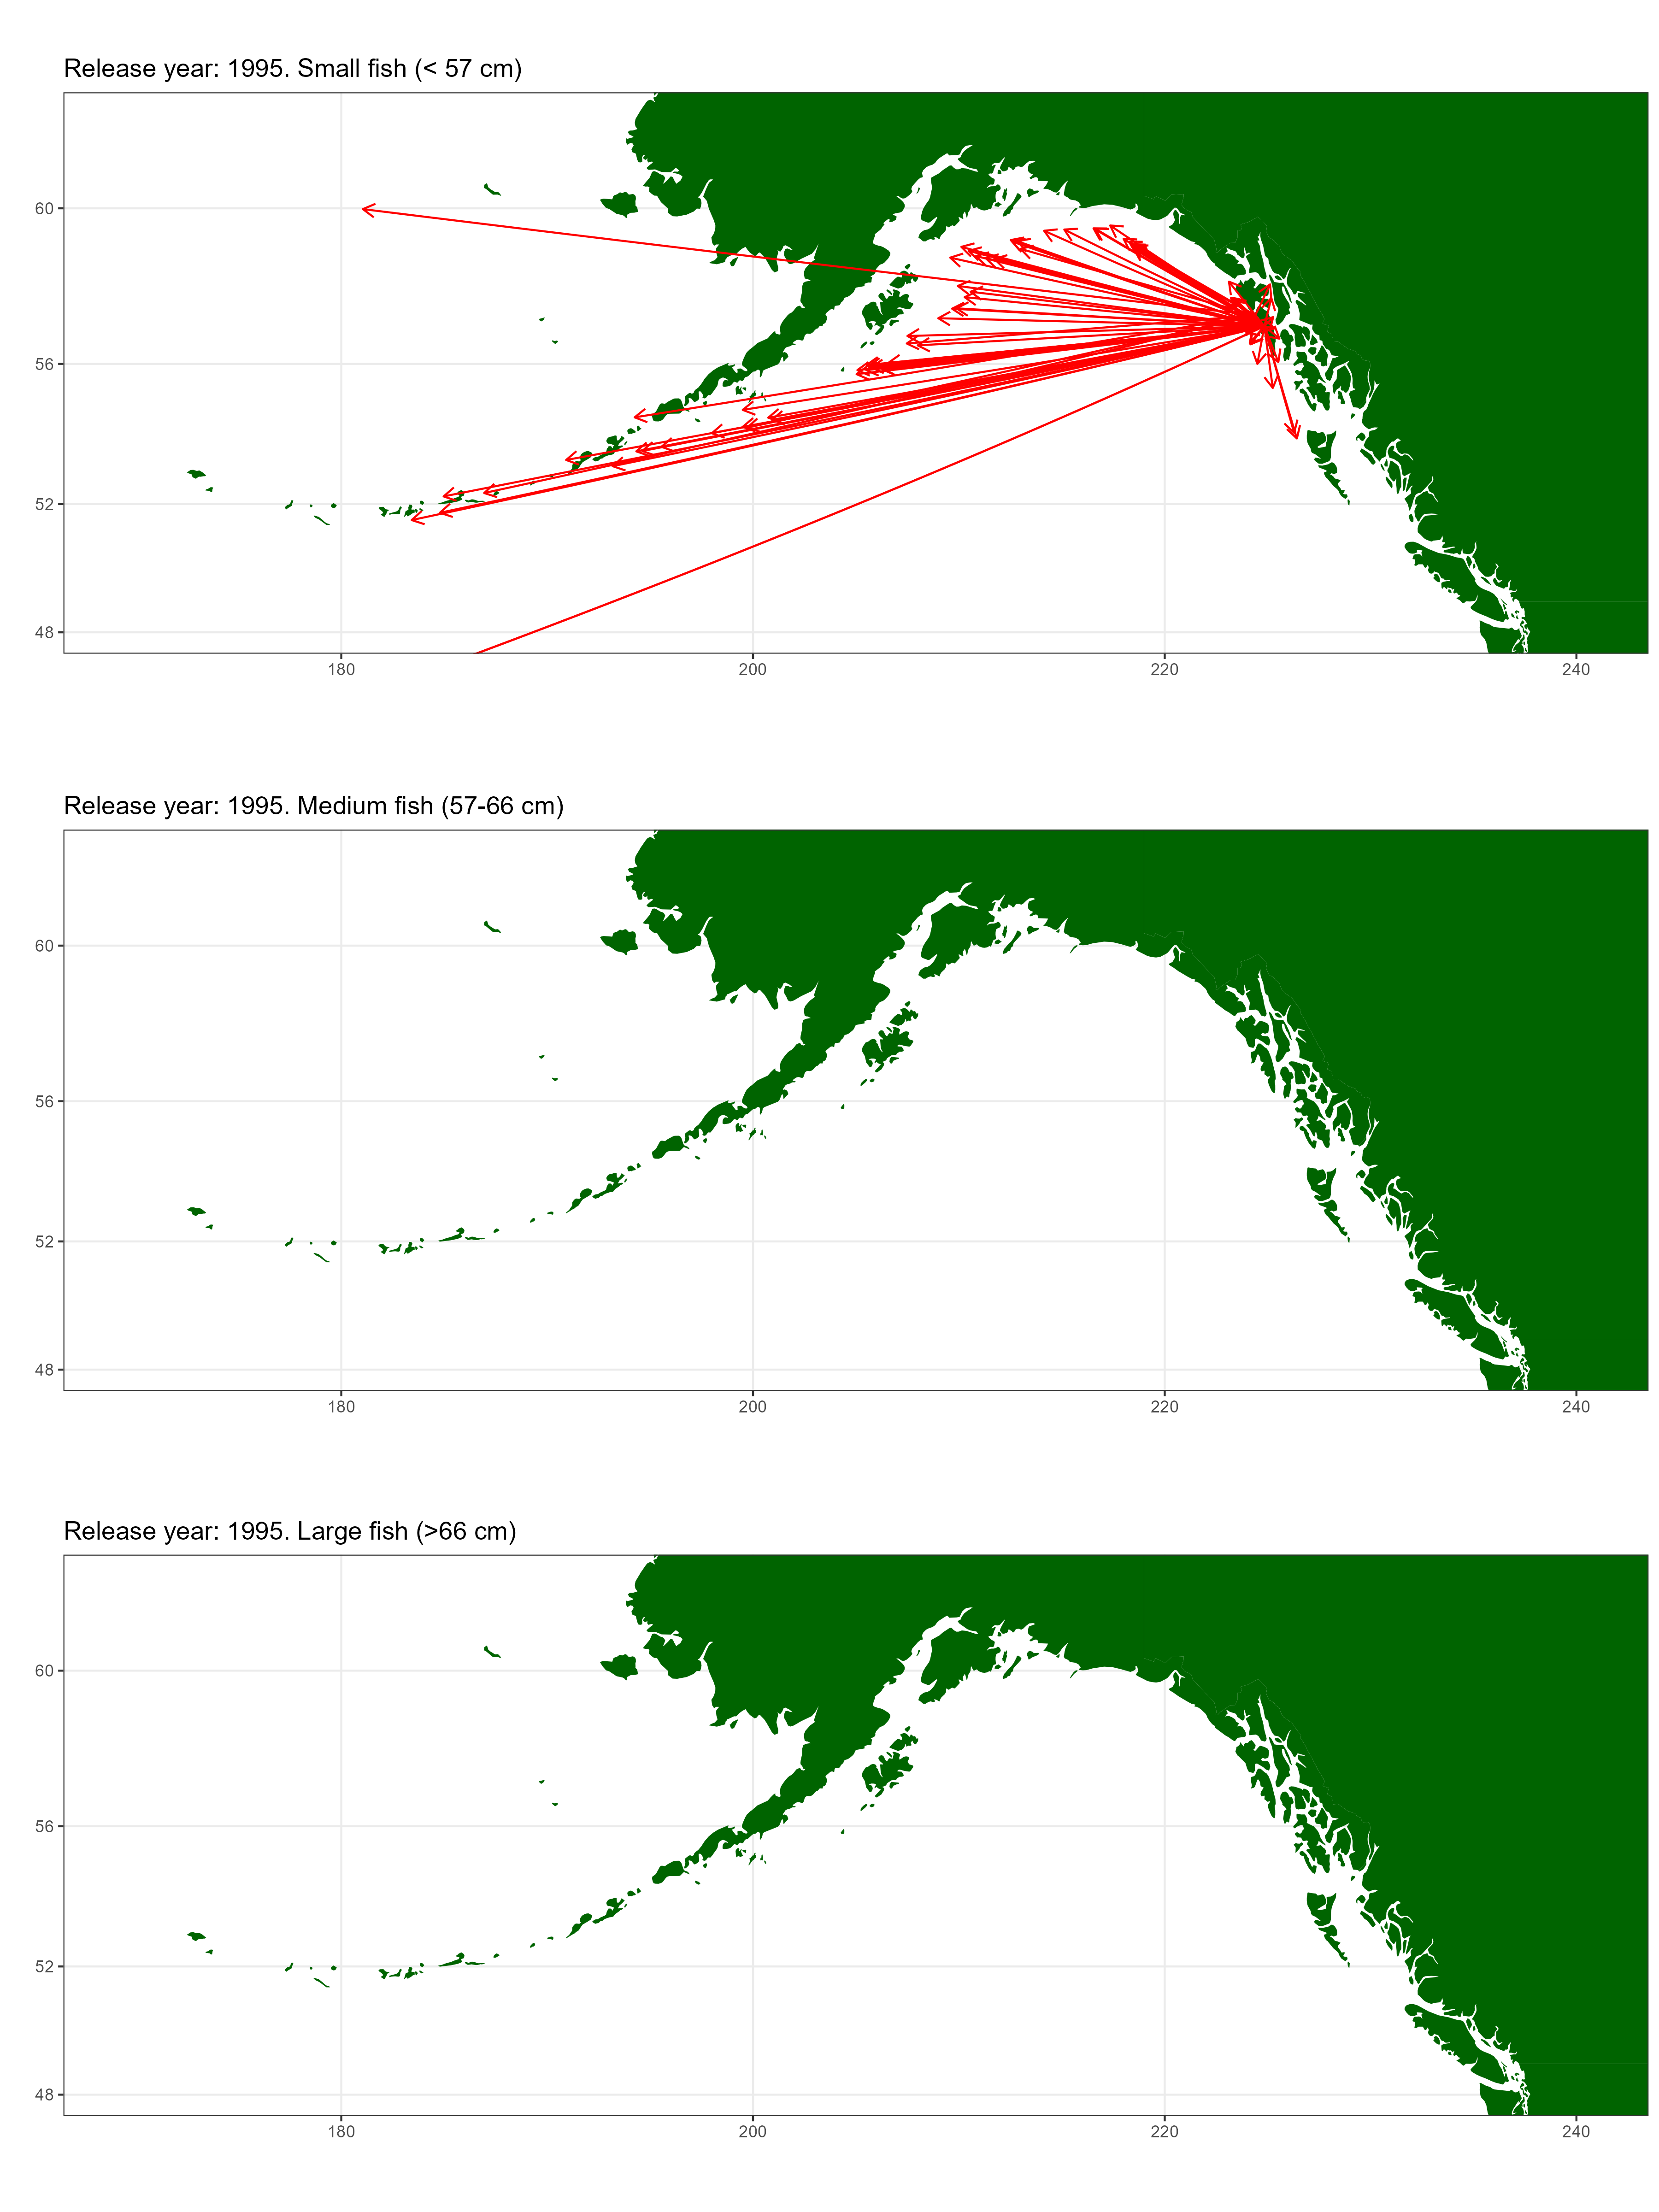 Release year: 1995. Small fish (< 57 cm)
60
56
52
48
180 200 220 240
Release year: 1995. Medium fish (57-66 cm)
60
56
52
48
180 200 220 240
Release year: 1995. Large fish (>66 cm)
60
56
52
48
180 200 220 240